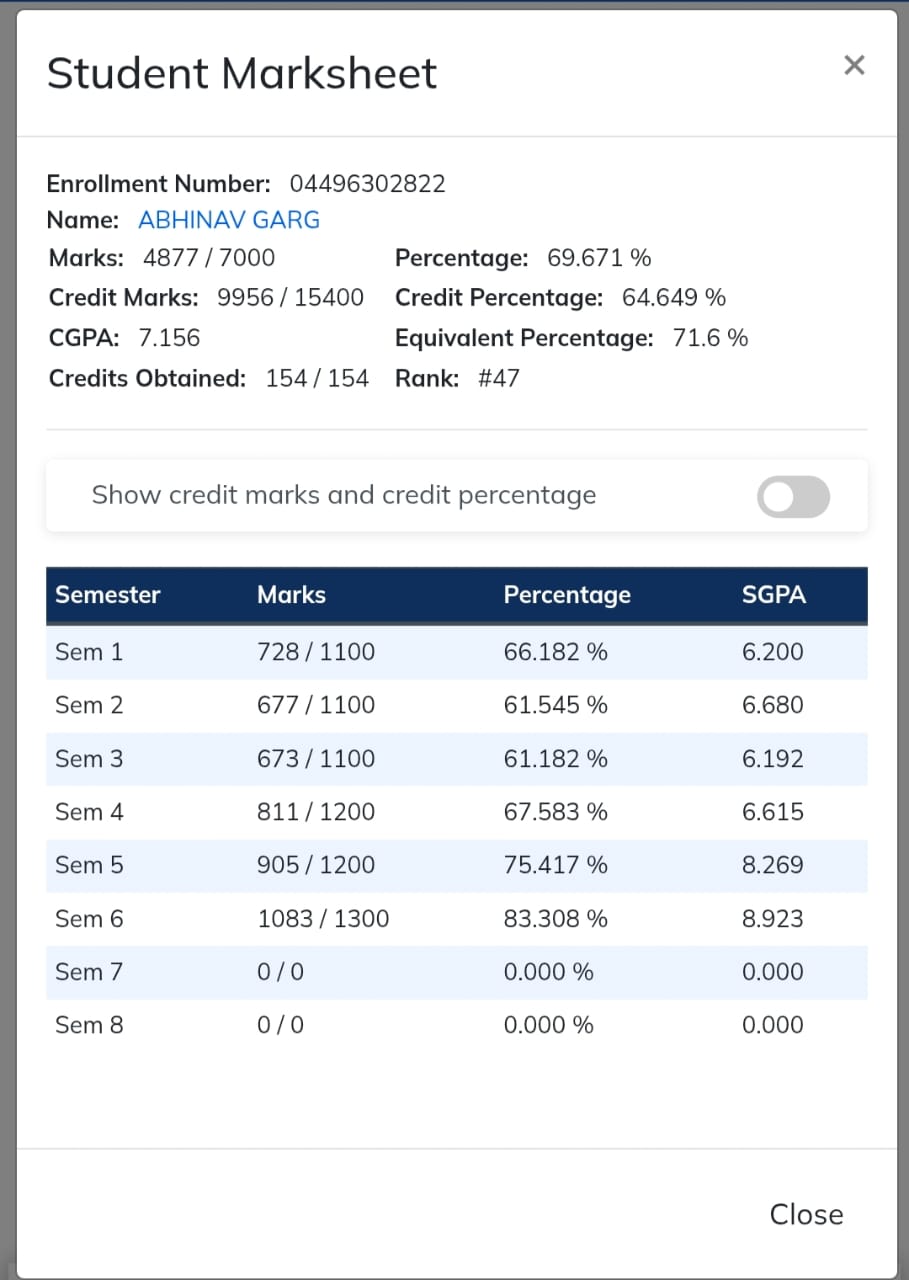 Student Marksheet ×
Enrollment Number: 04496302822
Name: ABHINAV GARG
Marks: 4877 / 7000 Percentage: 69.671 %
Credit Marks: 9956 / 15400 Credit Percentage: 64.649 %
CGPA: 7.156 Equivalent Percentage: 71.6 %
Credits Obtained: 154 / 154 Rank: #47
Show credit marks and credit percentage
Semester Marks Percentage SGPA
Sem 1 728 / 1100 66.182 % 6.200
Sem 2 677 / 1100 61.545 % 6.680
Sem 3 673 / 1100 61.182 % 6.192
Sem 4 811 / 1200 67.583 % 6.615
Sem 5 905 / 1200 75.417 % 8.269
Sem 6 1083 / 1300 83.308 % 8.923
Sem 7 0 / 0 0.000 % 0.000
Sem 8 0 / 0 0.000 % 0.000
Close